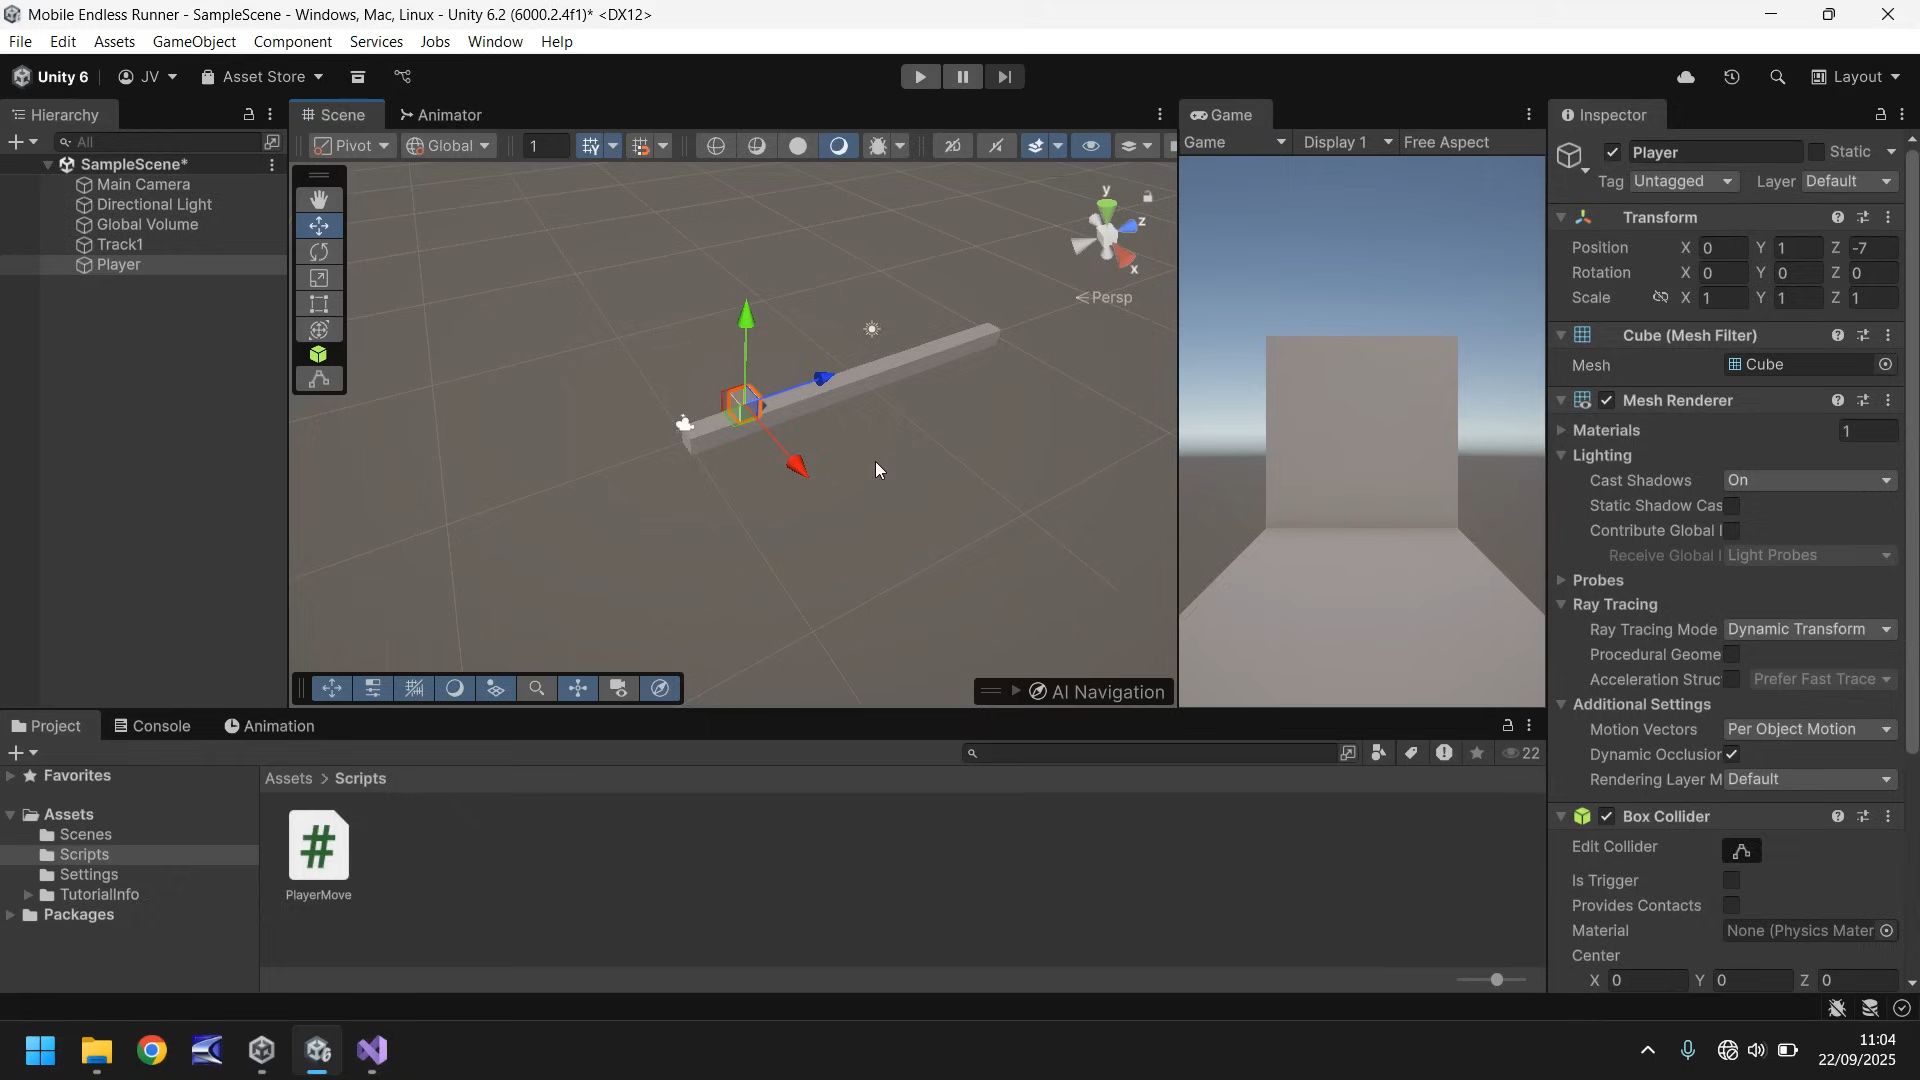 Mobile Endless Runner - SampleScene - Windows, Mac, Linux - Unity 6.2 (6000.2.4f1)* <DX12>
File Edit Assets GameObject Component Services Jobs Window Help
Unity 6 JV Asset Store Layout
Hierarchy
All
SampleScene*
Main Camera
Directional Light
Global Volume
Track1
Player
Scene Animator
Pivot Global 1 2D
y
z
x
Persp
AI Navigation
Game
Game Display 1 Free Aspect
Inspector
Player Static
Tag Untagged Layer Default
Transform
Position X 0 Y 1 Z -7
Rotation X 0 Y 0 Z 0
Scale X 1 Y 1 Z 1
Cube (Mesh Filter)
Mesh Cube
Mesh Renderer
Materials 1
Lighting
Cast Shadows On
Static Shadow Cas
Contribute Global I
Receive Global I Light Probes
Probes
Ray Tracing
Ray Tracing Mode Dynamic Transform
Procedural Geome
Acceleration Struc Prefer Fast Trace
Additional Settings
Motion Vectors Per Object Motion
Dynamic Occlusion
Rendering Layer M Default
Box Collider
Edit Collider
Is Trigger
Provides Contacts
Material None (Physics Mater
Center
X 0 Y 0 Z 0
Project Console Animation
22
Favorites
Assets
Scenes
Scripts
Settings
TutorialInfo
Packages
Assets > Scripts
#
PlayerMove
11:04
22/09/2025